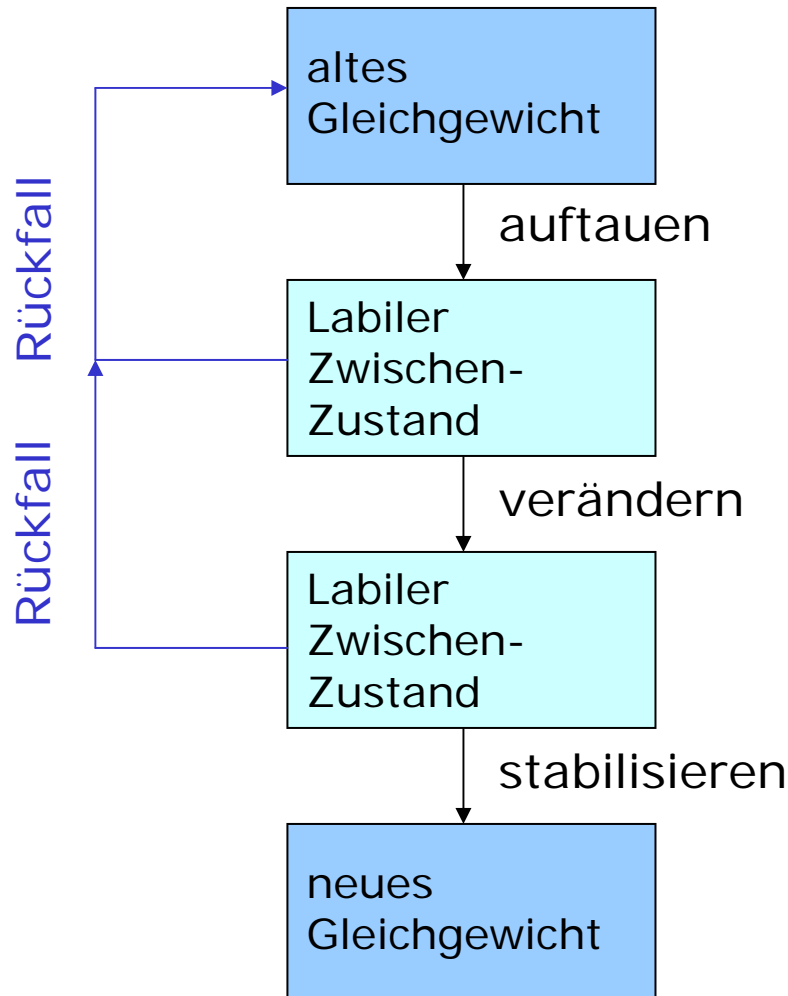 altes
Gleichgewicht
auftauen
Rückfall
Labiler
Zwischen-
Zustand
verändern
Rückfall
Labiler
Zwischen-
Zustand
stabilisieren
neues
Gleichgewicht